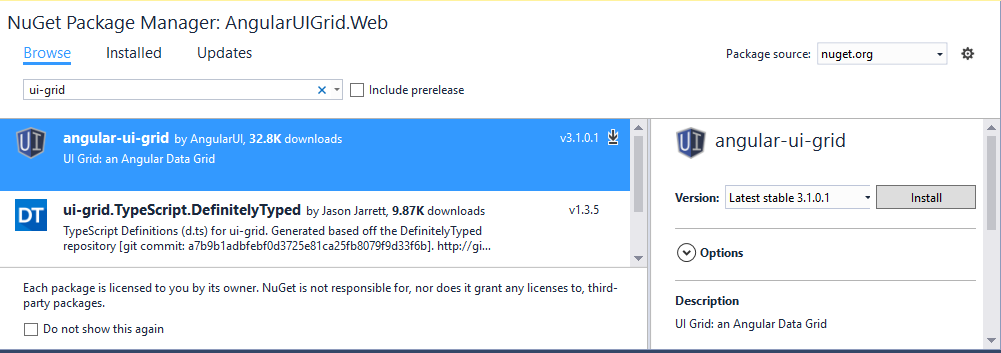 NuGet Package Manager: AngularUIGrid.Web
Browse Installed Updates
Package source: nuget.org
ui-grid
Include prerelease
UI angular-ui-grid by AngularUI, 32.8K downloads v3.1.0.1
UI Grid: an Angular Data Grid
DT ui-grid.TypeScript.DefinitelyTyped by Jason Jarrett, 9.87K downloads v1.3.5
TypeScript Definitions (d.ts) for ui-grid. Generated based off the DefinitelyTyped
repository [git commit: a7b9b1adbfebf0d3725e81ca25fb8079f9d33f6b]. http://gi...
Each package is licensed to you by its owner. NuGet is not responsible for, nor does it grant any licenses to, third-
party packages.
Do not show this again
UI angular-ui-grid
Version: Latest stable 3.1.0.1 Install
Options
Description
UI Grid: an Angular Data Grid